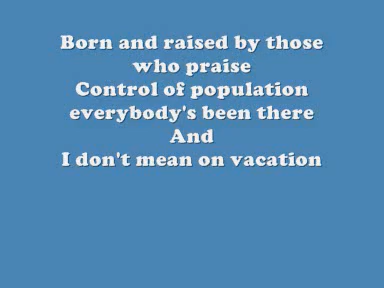 Born and raised by those
who praise
Control of population
everybody's been there
And
I don't mean on vacation